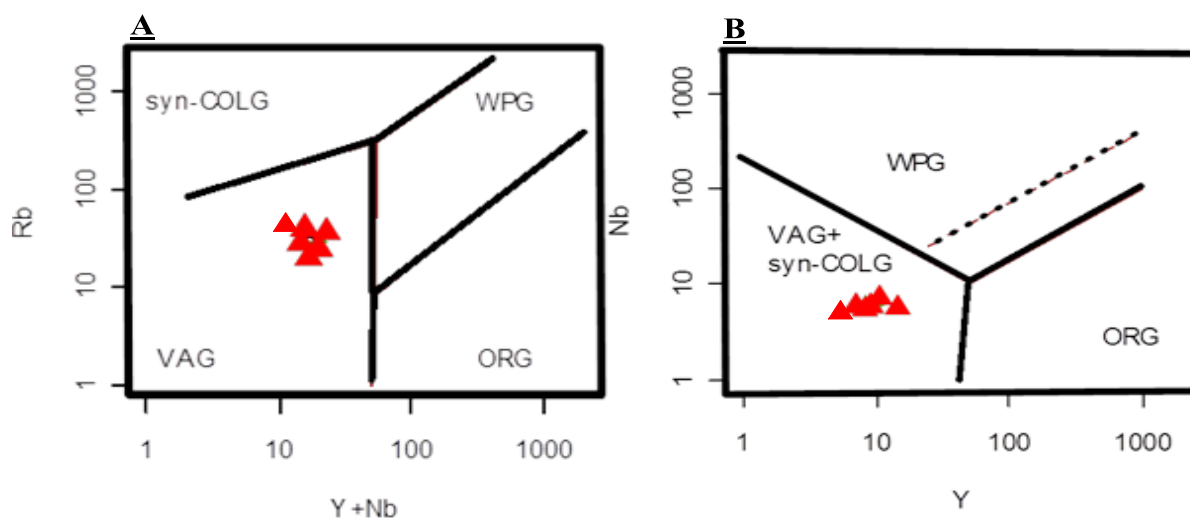 A
Rb
1000
100
10
1
syn-COLG
WPG
VAG
ORG
1 10 100 1000
Y +Nb
B
Nb
1000
100
10
1
WPG
VAG+
syn-COLG
ORG
1 10 100 1000
Y